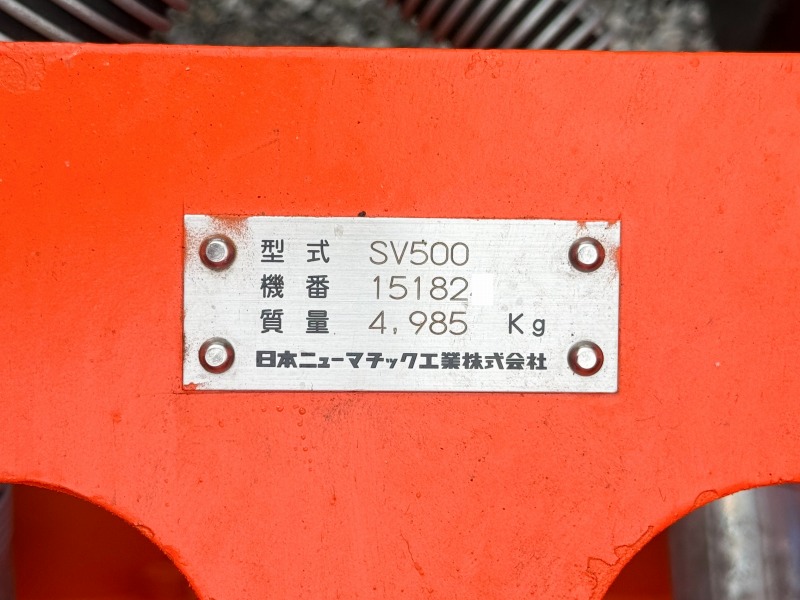 型式 SV500
機番 15182
質量 4,985 Kg
日本ニューマチック工業株式会社